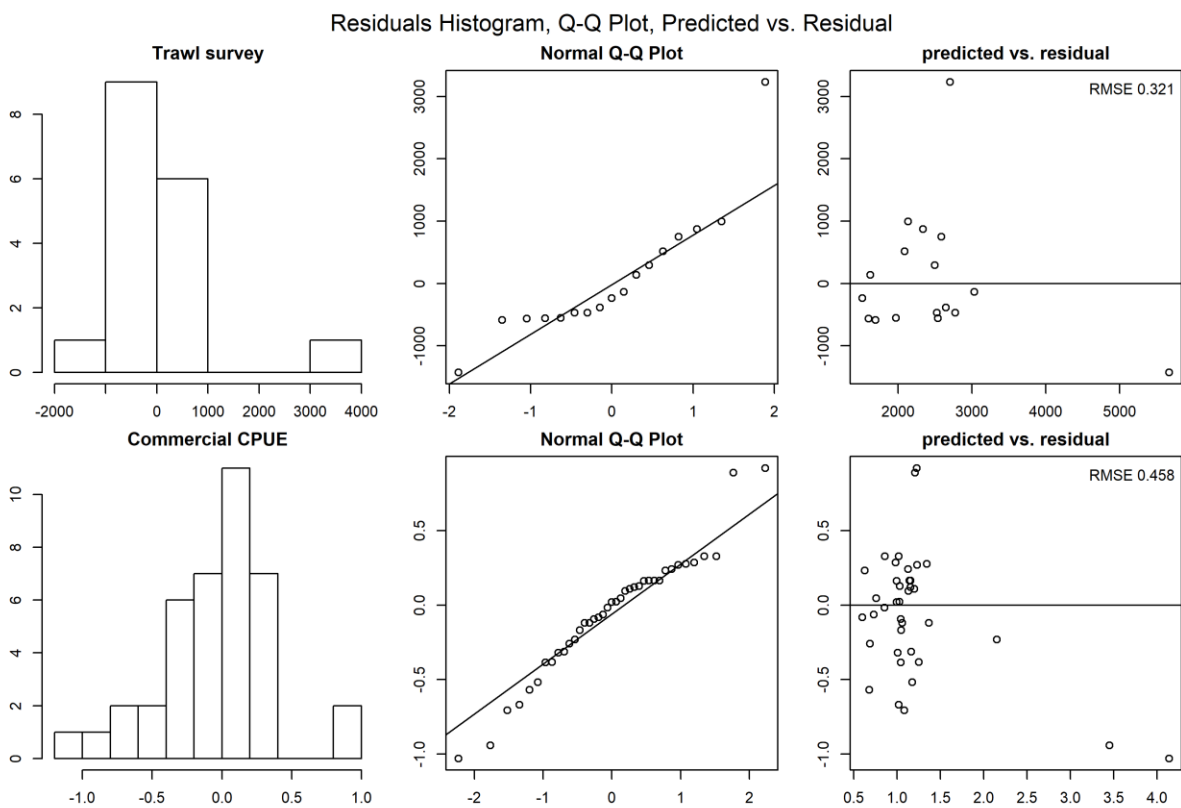 Residuals Histogram, Q-Q Plot, Predicted vs. Residual
Trawl survey
Normal Q-Q Plot
predicted vs. residual
8
6
4
2
0
-2000 0 1000 2000 3000 4000
3000
2000
1000
0
-1000
-2 -1 0 1 2
RMSE 0.321
3000
2000
1000
0
-1000
2000 3000 4000 5000
Commercial CPUE
Normal Q-Q Plot
predicted vs. residual
10
8
6
4
2
0
-1.0 -0.5 0.0 0.5 1.0
0.5
0.0
-0.5
-1.0
-2 -1 0 1 2
RMSE 0.458
0.5
0.0
-0.5
-1.0
0.5 1.0 1.5 2.0 2.5 3.0 3.5 4.0